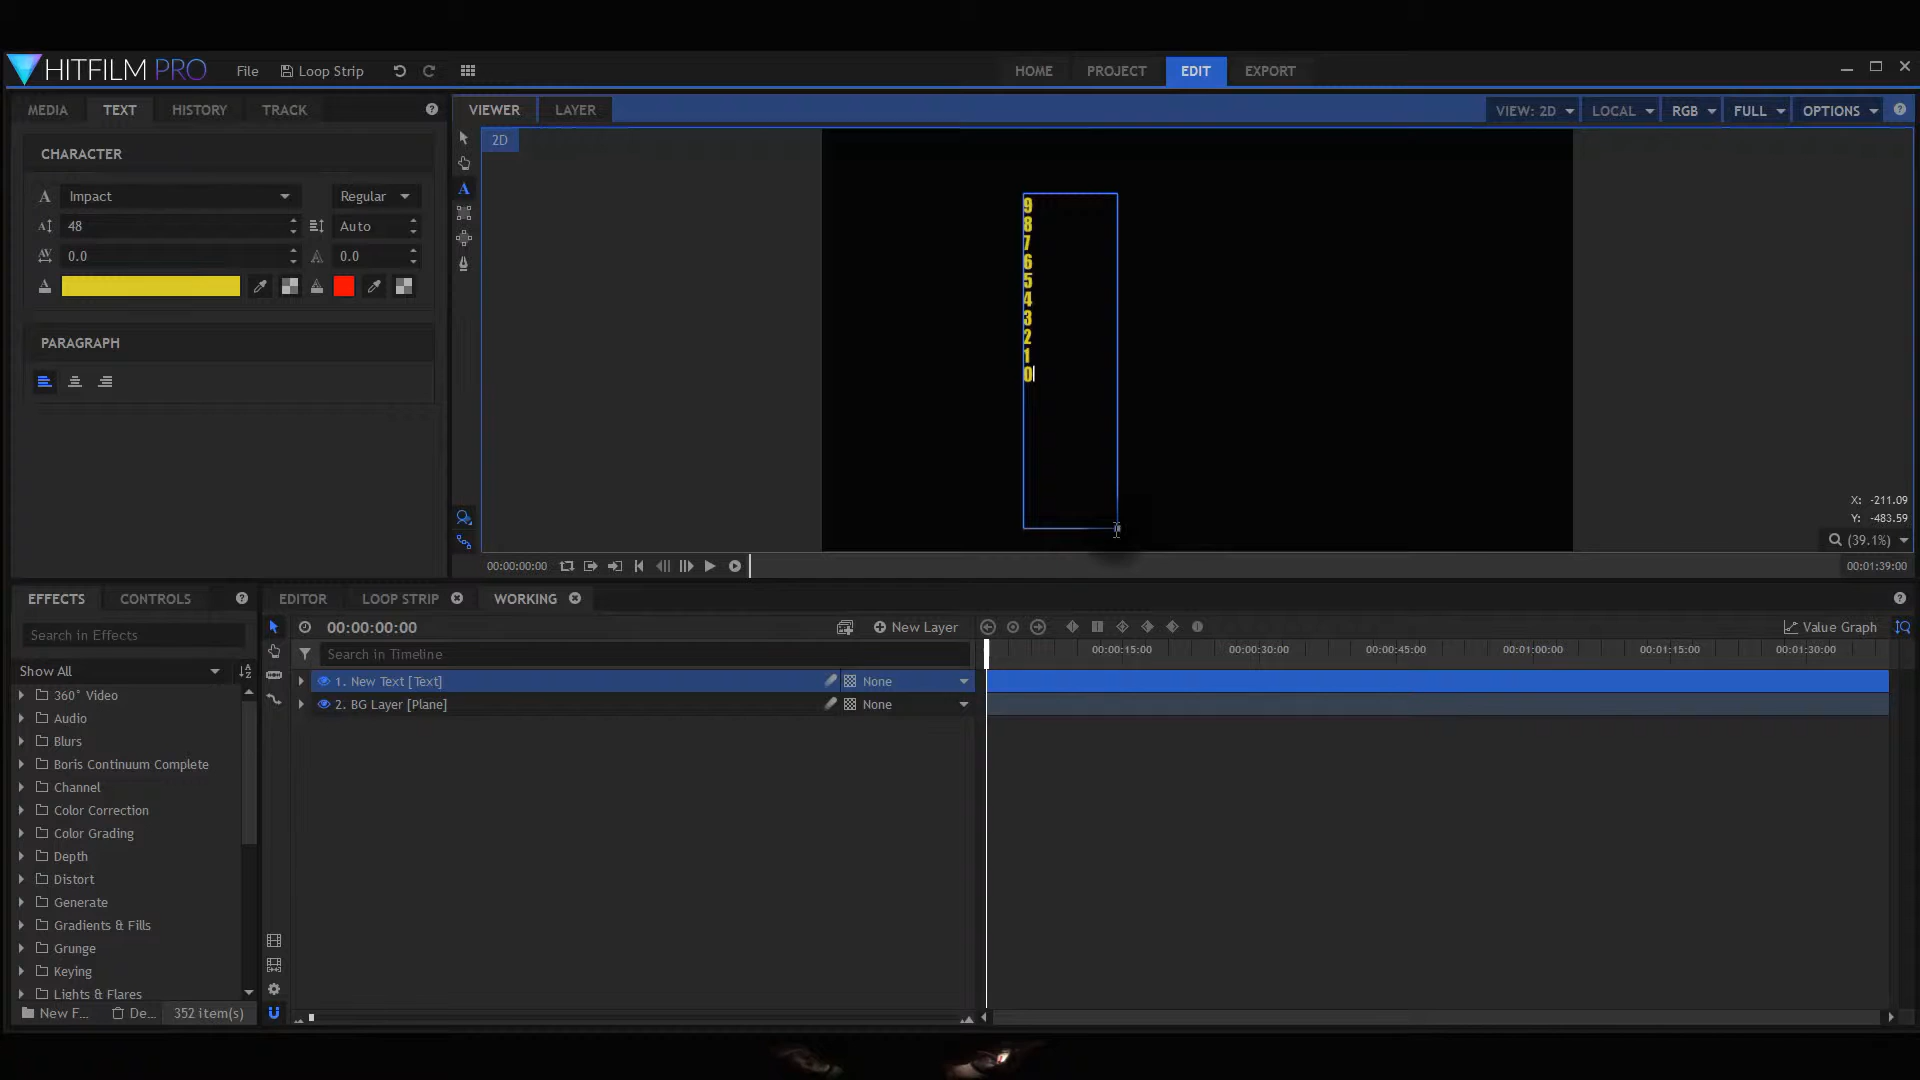 HITFILM PRO
File
Loop Strip
HOME
PROJECT
EDIT
EXPORT
MEDIA
TEXT
HISTORY
TRACK
VIEWER
LAYER
VIEW: 2D
LOCAL
RGB
FULL
OPTIONS
CHARACTER
Impact
Regular
48
Auto
0.0
0.0
PARAGRAPH
2D
9
8
7
6
5
4
3
2
1
0
X: -211.09
Y: -483.59
(39.1%)
00:00:00:00
00:01:39:00
EFFECTS
CONTROLS
Search in Effects
Show All
360° Video
Audio
Blurs
Boris Continuum Complete
Channel
Color Correction
Color Grading
Depth
Distort
Generate
Gradients & Fills
Grunge
Keying
Lights & Flares
New F...
De...
352 item(s)
EDITOR
LOOP STRIP
WORKING
00:00:00:00
New Layer
Value Graph
Search in Timeline
00:00:15:00
00:00:30:00
00:00:45:00
00:01:00:00
00:01:15:00
00:01:30:00
1. New Text [Text]
None
2. BG Layer [Plane]
None